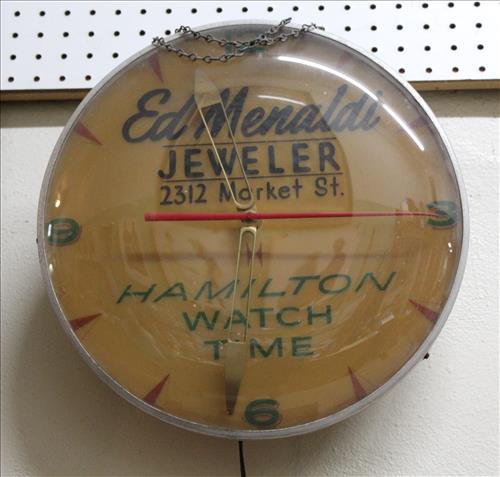 Ed Menaldi
JEWELER
2312 Market St.
9
3
HAMILTON
WATCH
TIME
6